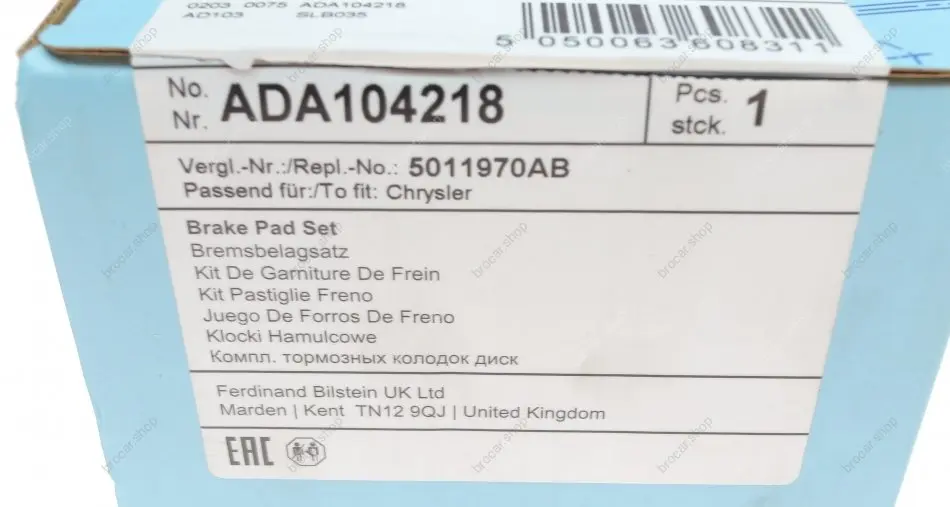 0203 0075 ADA104218
AD103 SLB035
5 050063 608311
No.
Nr. ADA104218
Pcs.
stck. 1
Vergl.-Nr.:/Repl.-No.: 5011970AB
Passend für:/To fit: Chrysler
Brake Pad Set
Bremsbelagsatz
Kit De Garniture De Frein
Kit Pastiglie Freno
Juego De Forros De Freno
Klocki Hamulcowe
Компл. тормозных колодок диск
Ferdinand Bilstein UK Ltd
Marden | Kent TN12 9QJ | United Kingdom
EAC
brocar.shop